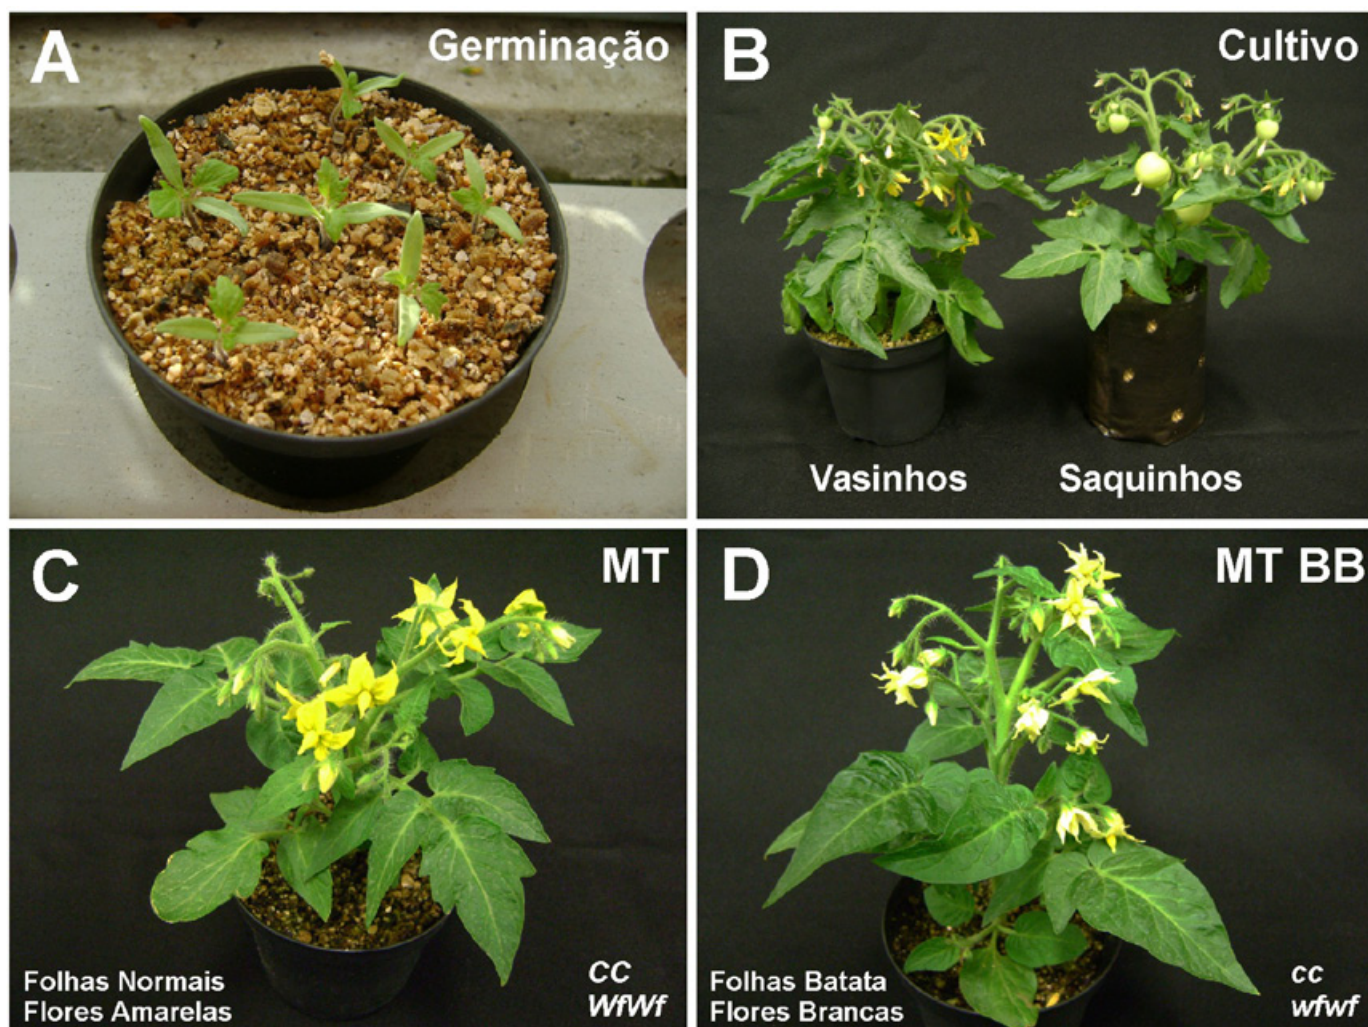 A
Germinação
B
Cultivo
Vasinhos
Saquinhos
C
MT
Folhas Normais
Flores Amarelas
CC
WfWf
D
MT BB
Folhas Batata
Flores Brancas
cc
wfwf